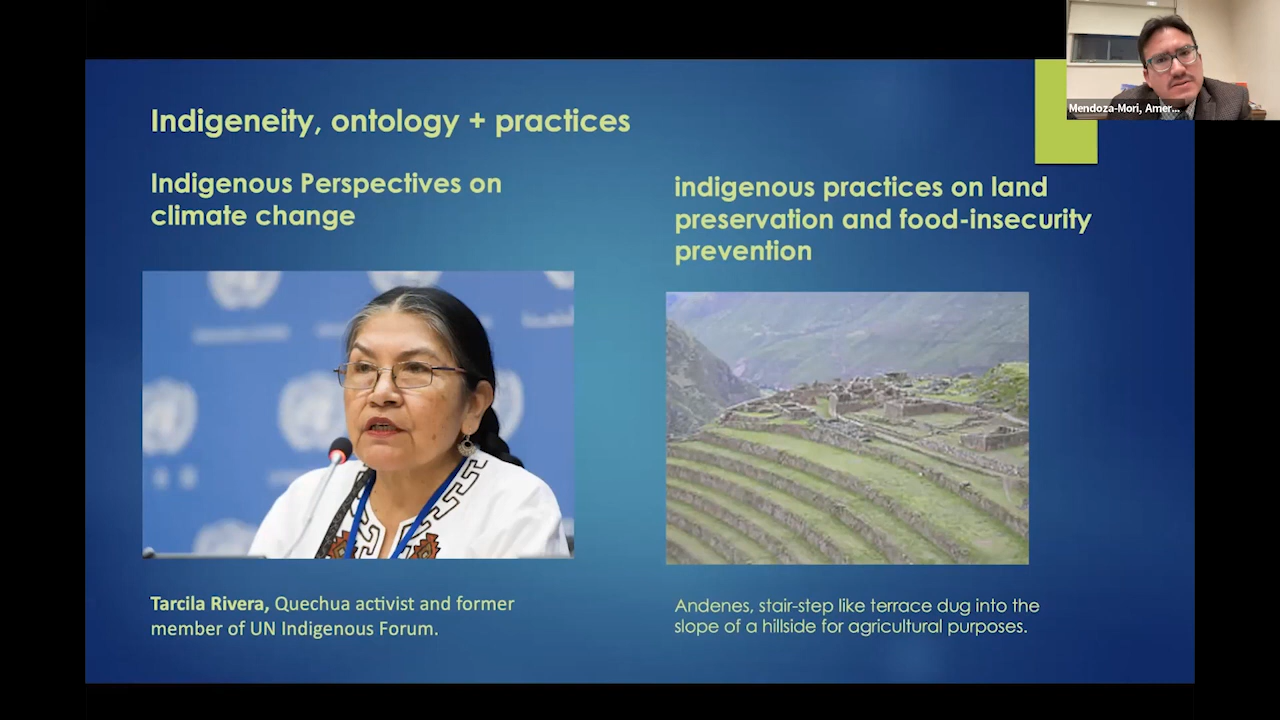 Mendoza-Mori, Amer...
Indigeneity, ontology + practices
Indigenous Perspectives on
climate change
indigenous practices on land
preservation and food-insecurity
prevention
Tarcila Rivera, Quechua activist and former
member of UN Indigenous Forum.
Andenes, stair-step like terrace dug into the
slope of a hillside for agricultural purposes.